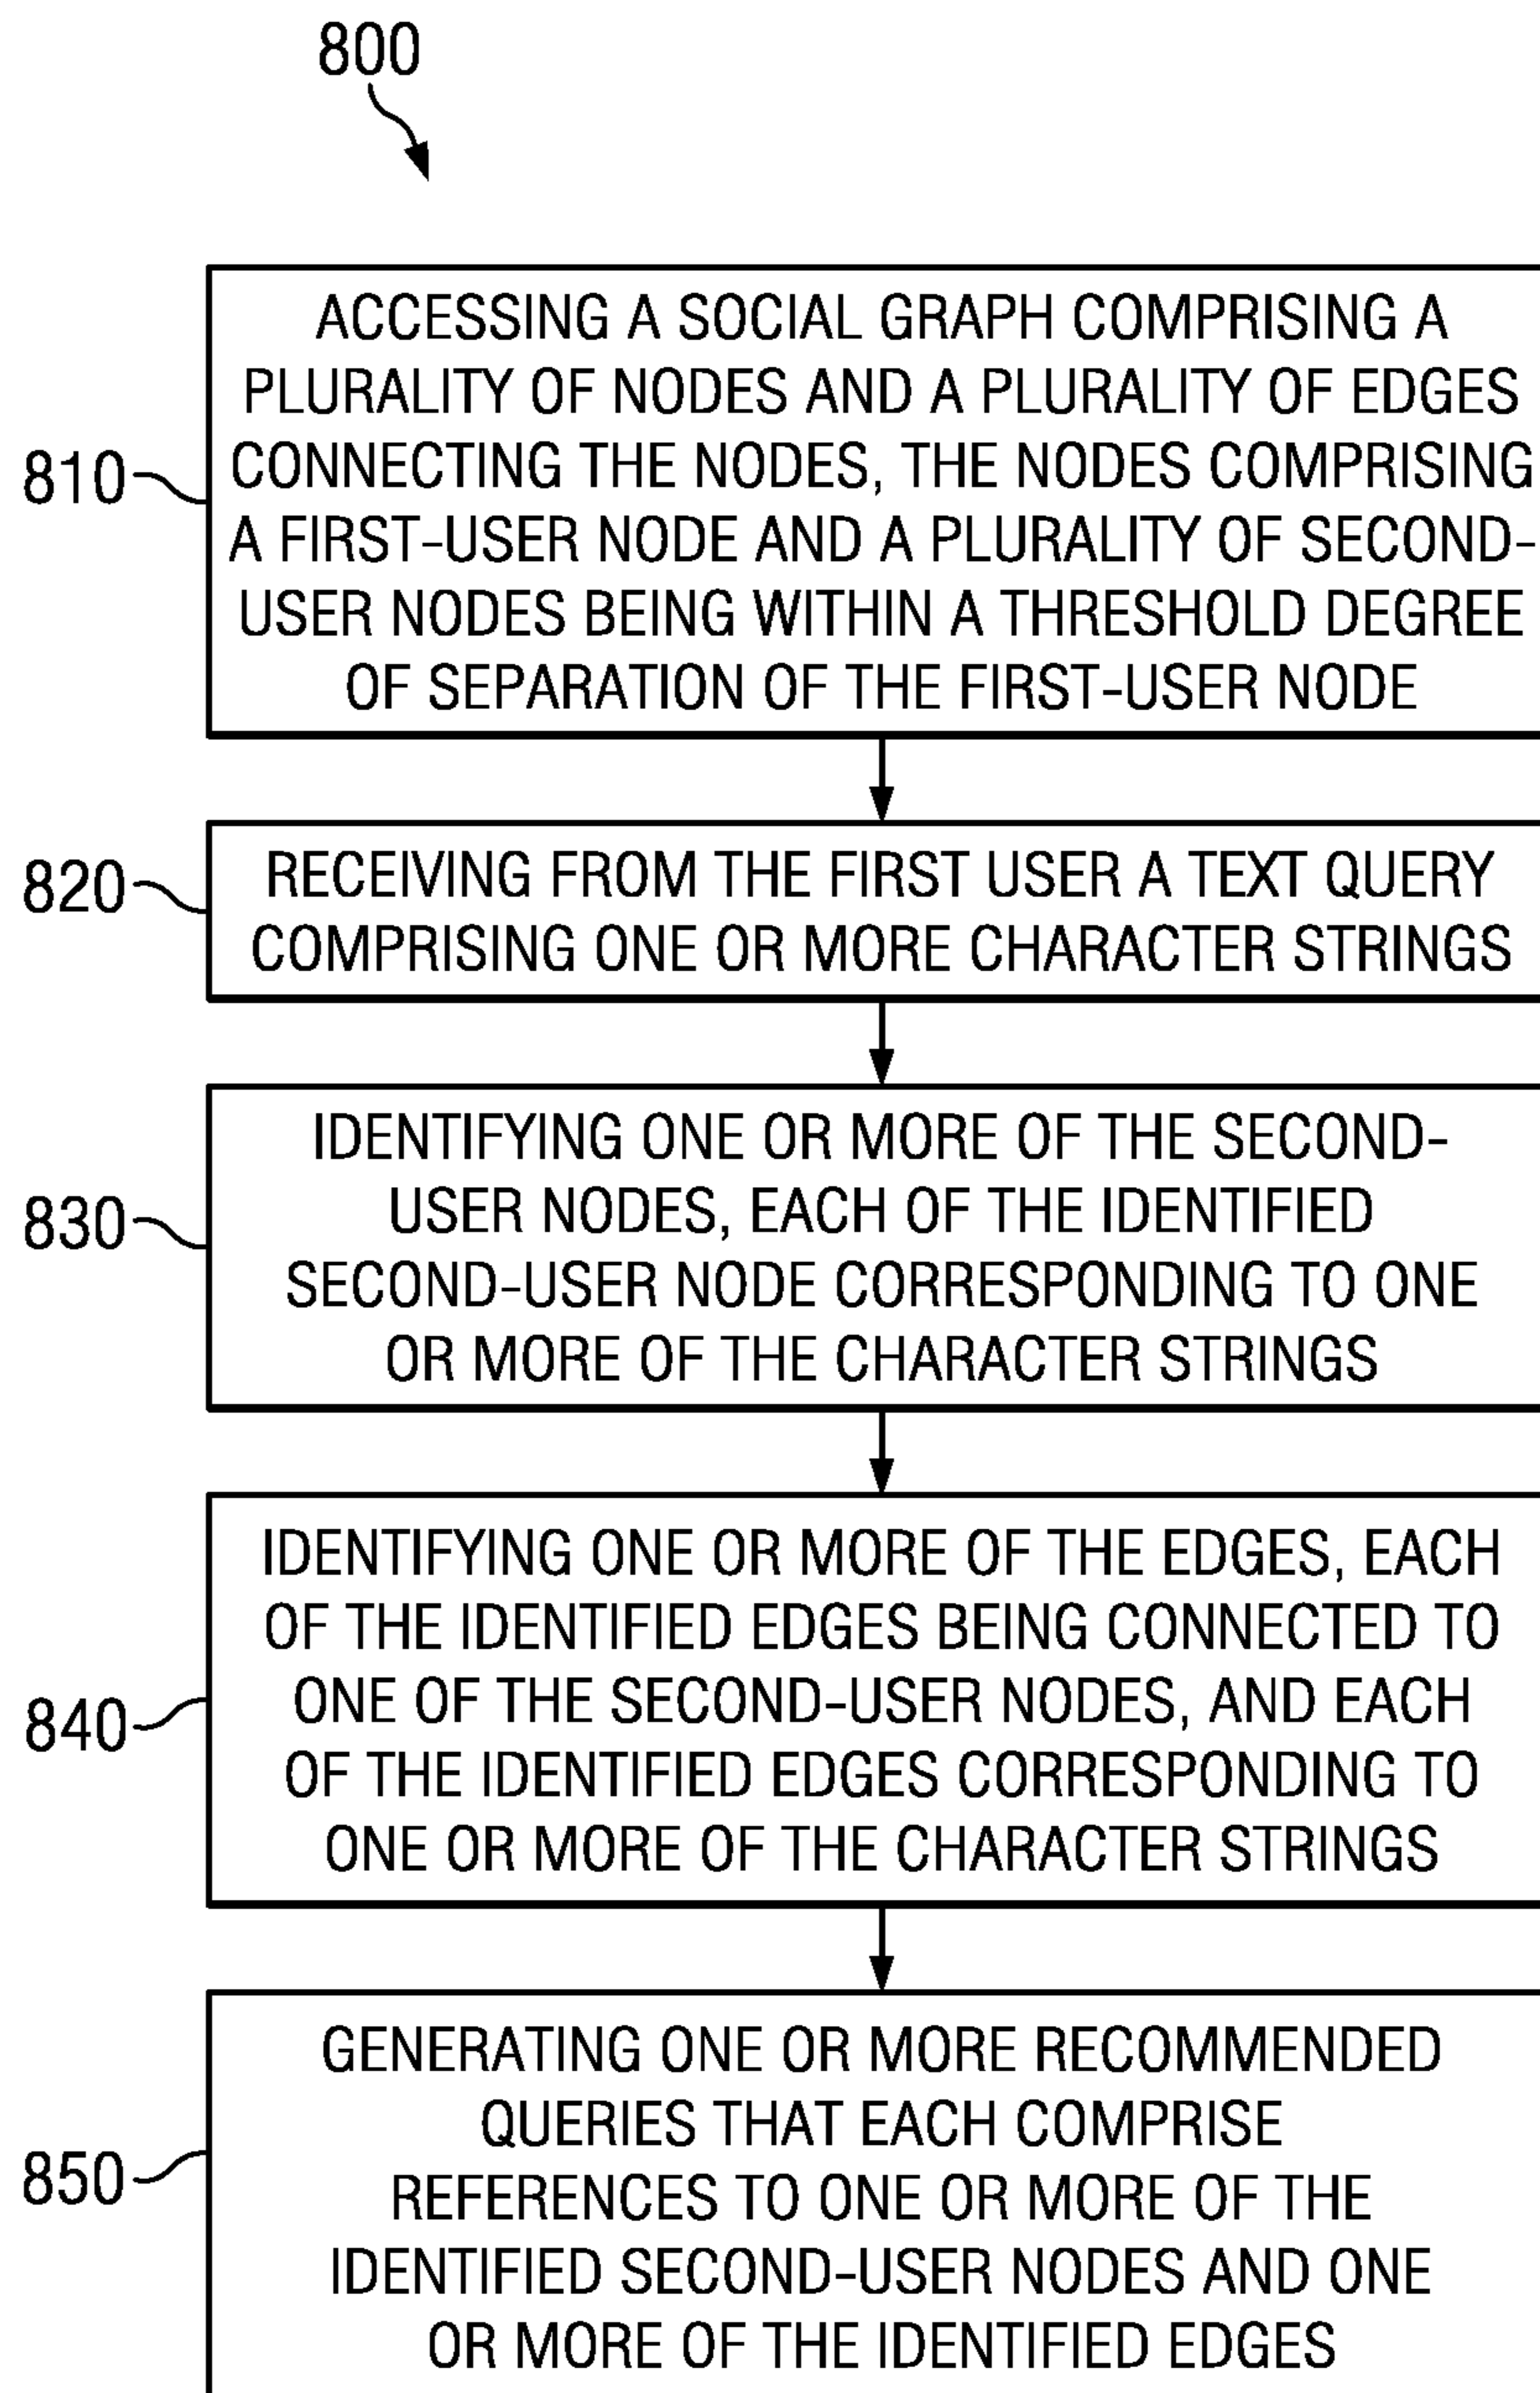 800
810
ACCESSING A SOCIAL GRAPH COMPRISING A
PLURALITY OF NODES AND A PLURALITY OF EDGES
CONNECTING THE NODES, THE NODES COMPRISING
A FIRST-USER NODE AND A PLURALITY OF SECOND-
USER NODES BEING WITHIN A THRESHOLD DEGREE
OF SEPARATION OF THE FIRST-USER NODE
820
RECEIVING FROM THE FIRST USER A TEXT QUERY
COMPRISING ONE OR MORE CHARACTER STRINGS
830
IDENTIFYING ONE OR MORE OF THE SECOND-
USER NODES, EACH OF THE IDENTIFIED
SECOND-USER NODE CORRESPONDING TO ONE
OR MORE OF THE CHARACTER STRINGS
840
IDENTIFYING ONE OR MORE OF THE EDGES, EACH
OF THE IDENTIFIED EDGES BEING CONNECTED TO
ONE OF THE SECOND-USER NODES, AND EACH
OF THE IDENTIFIED EDGES CORRESPONDING TO
ONE OR MORE OF THE CHARACTER STRINGS
850
GENERATING ONE OR MORE RECOMMENDED
QUERIES THAT EACH COMPRISE
REFERENCES TO ONE OR MORE OF THE
IDENTIFIED SECOND-USER NODES AND ONE
OR MORE OF THE IDENTIFIED EDGES